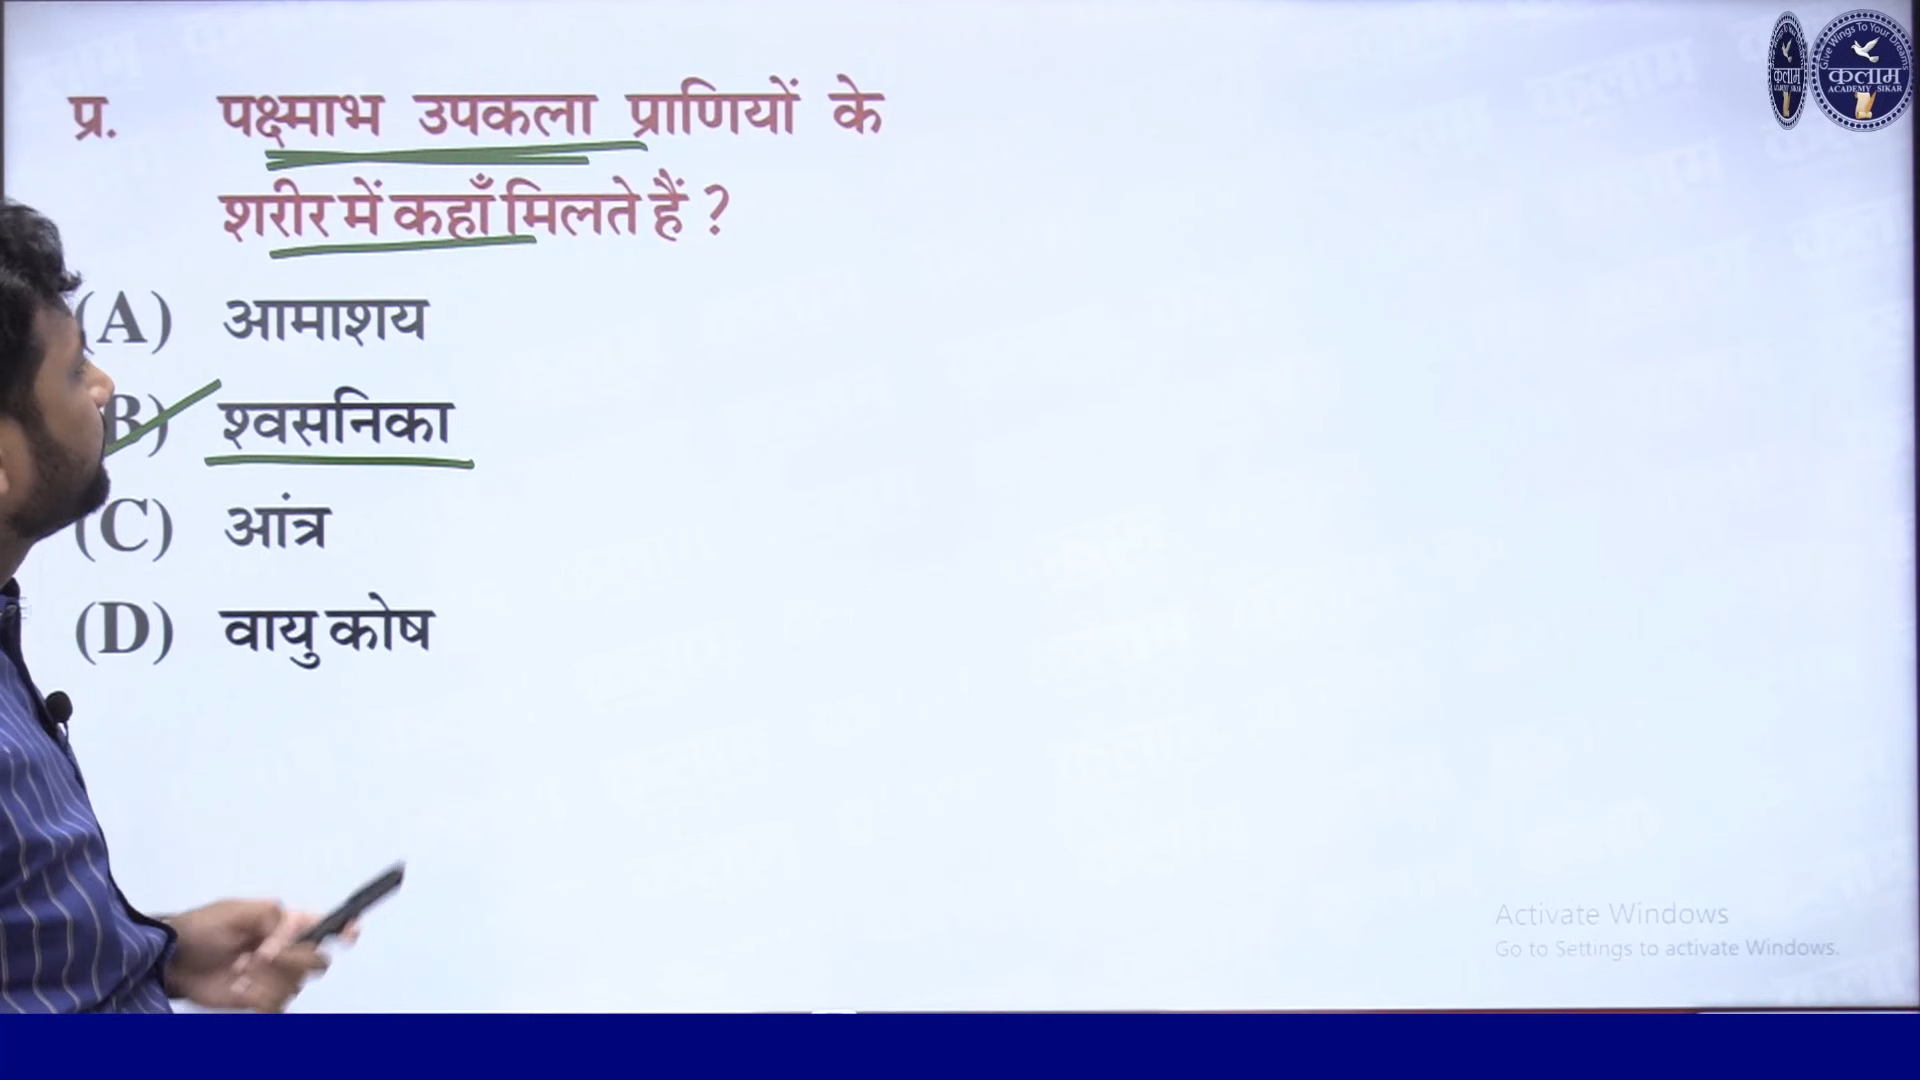 प्र. पक्ष्माभ उपकला प्राणियों के
शरीर में कहाँ मिलते हैं ?
(A) आमाशय
(B) श्वसनिका
(C) आंत्र
(D) वायु कोष
Give Wings To Your Dreams
कलाम
ACADEMY SIKAR
Activate Windows
Go to Settings to activate Windows.